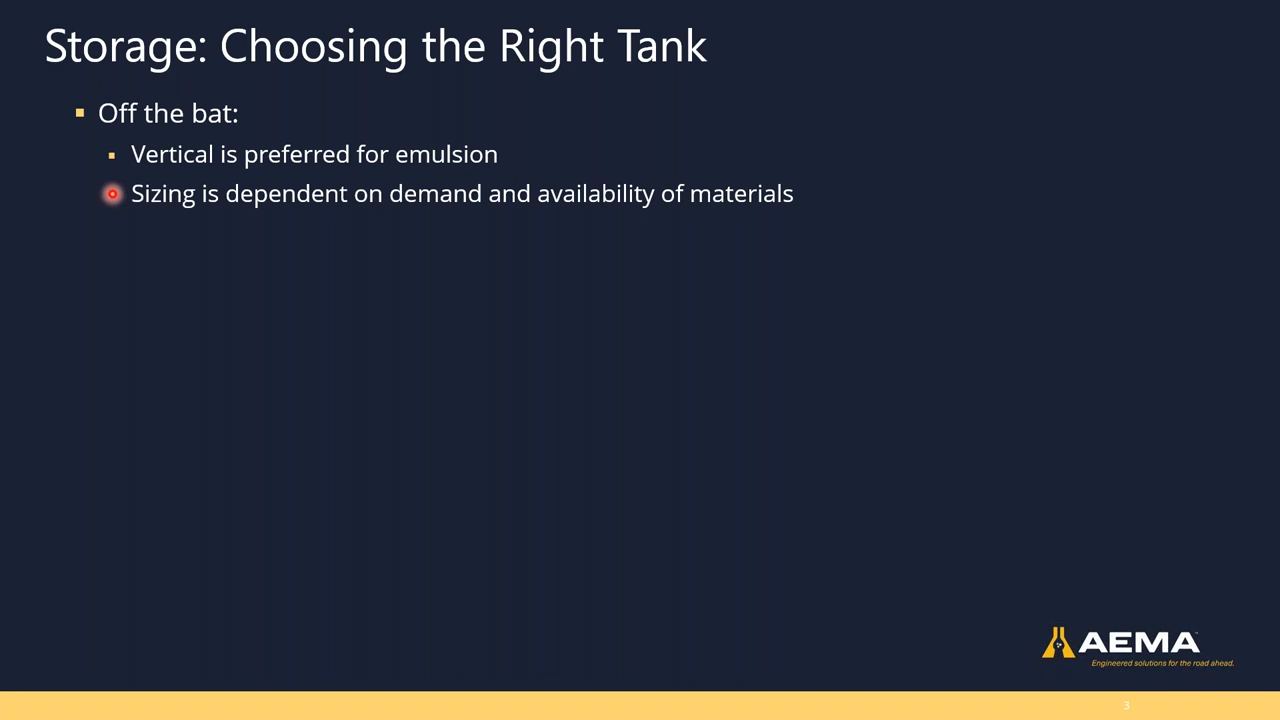 Storage: Choosing the Right Tank
Off the bat:
Vertical is preferred for emulsion
Sizing is dependent on demand and availability of materials
AEMA
Engineered solutions for the road ahead.
3